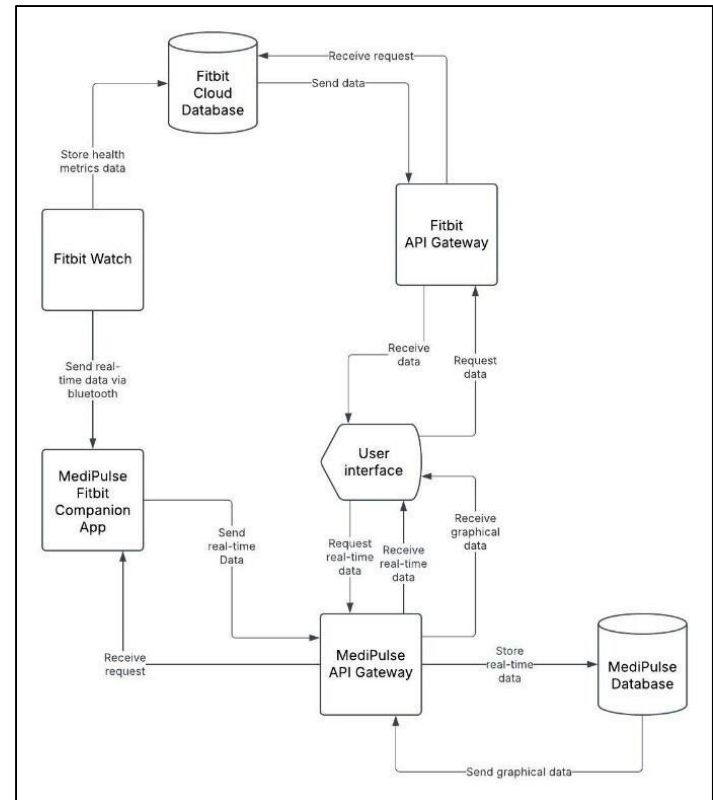 Receive request
Fitbit
Cloud
Database
Send data
Store health
metrics data
Fitbit
API Gateway
Fitbit Watch
Receive
data
Request
data
Send real-
time data via
bluetooth
User
interface
MediPulse
Fitbit
Companion
App
Send
real-time
Data
Request
real-time
data
Receive
real-time
data
Receive
graphical
data
Receive
request
MediPulse
API Gateway
Store
real-time
data
MediPulse
Database
Send graphical data